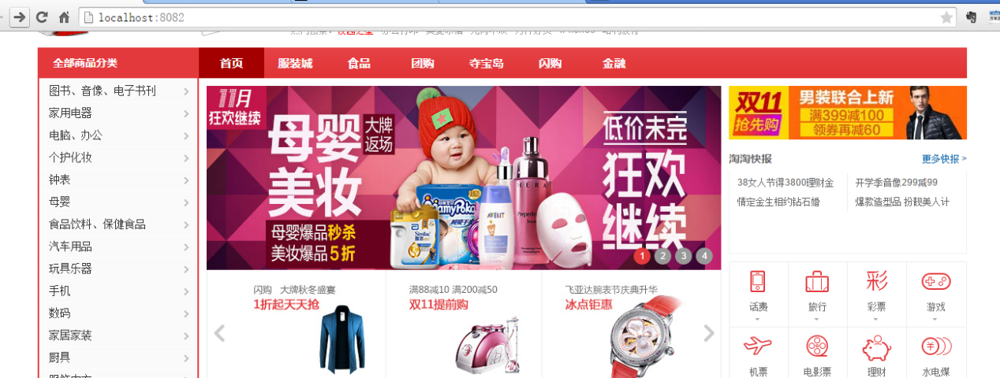 localhost:8082
全部商品分类
首页 服装城 食品 团购 夺宝岛 闪购 金融
图书、音像、电子书刊
家用电器
电脑、办公
个护化妆
钟表
母婴
食品饮料、保健食品
汽车用品
玩具乐器
手机
数码
家居家装
厨具
11月
狂欢继续
母婴
大牌
返场
美妆
母婴爆品秒杀
美妆爆品5折
低价未完
狂欢
继续
1 2 3 4
双11
抢先购
男装联合上新
满399减100
领券再减60
淘淘快报 更多快报 >
38女人节得3800理财金 开学季音像299减99
情定金生相约钻石婚 爆款造型品 扮靓美人计
闪购 大牌秋冬盛宴
1折起天天抢
满88减10 满200减50
双11提前购
飞亚达腕表节庆典升华
冰点钜惠
彩
话费 旅行 彩票 游戏
机票 电影票 理财 水电煤